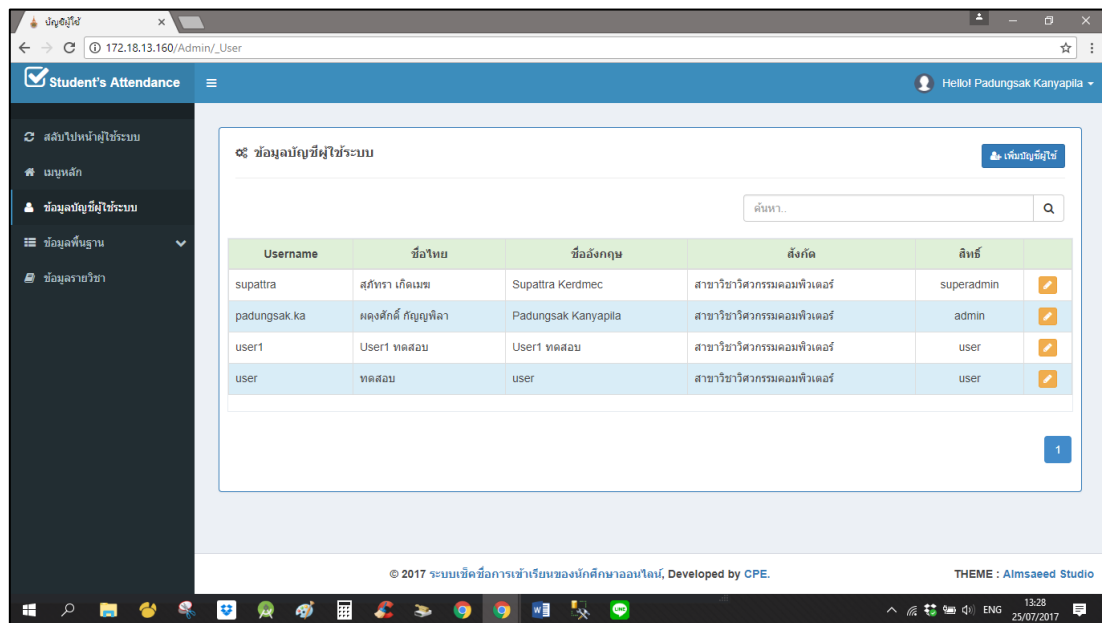 บัญชีผู้ใช้
172.18.13.160/Admin/_User
Student's Attendance
Hello! Padungsak Kanyapila
สลับไปหน้าผู้ใช้ระบบ
เมนูหลัก
ข้อมูลบัญชีผู้ใช้ระบบ
ข้อมูลพื้นฐาน
ข้อมูลรายวิชา
ข้อมูลบัญชีผู้ใช้ระบบ
เพิ่มบัญชีผู้ใช้
ค้นหา..
Username ชื่อไทย ชื่ออังกฤษ สังกัด สิทธิ์
supattra สุภัทรา เกิดเมฆ Supattra Kerdmec สาขาวิชาวิศวกรรมคอมพิวเตอร์ superadmin
padungsak.ka ผดุงศักดิ์ กัญญพิลา Padungsak Kanyapila สาขาวิชาวิศวกรรมคอมพิวเตอร์ admin
user1 User1 ทดสอบ User1 ทดสอบ สาขาวิชาวิศวกรรมคอมพิวเตอร์ user
user ทดสอบ user สาขาวิชาวิศวกรรมคอมพิวเตอร์ user
1
© 2017 ระบบเช็คชื่อการเข้าเรียนของนักศึกษาออนไลน์, Developed by CPE.
THEME : Almsaeed Studio
ENG
13:28
25/07/2017